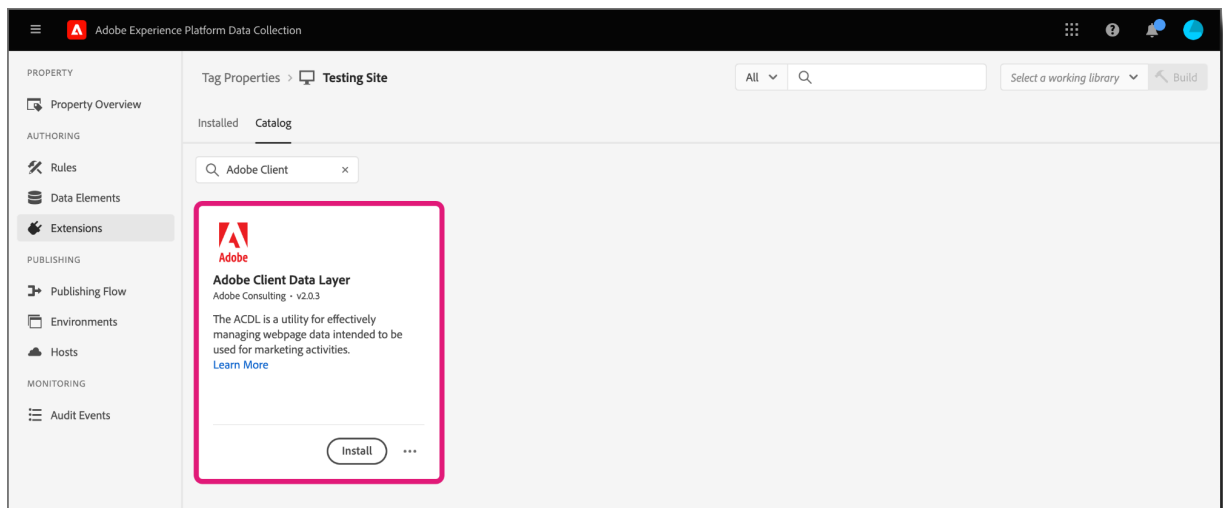 Adobe Experience Platform Data Collection
PROPERTY
Property Overview
AUTHORING
Rules
Data Elements
Extensions
PUBLISHING
Publishing Flow
Environments
Hosts
MONITORING
Audit Events
Tag Properties > Testing Site
All
Select a working library
Build
Installed Catalog
Adobe Client ×
Adobe
Adobe Client Data Layer
Adobe Consulting • v2.0.3
The ACDL is a utility for effectively
managing webpage data intended to be
used for marketing activities.
Learn More
Install